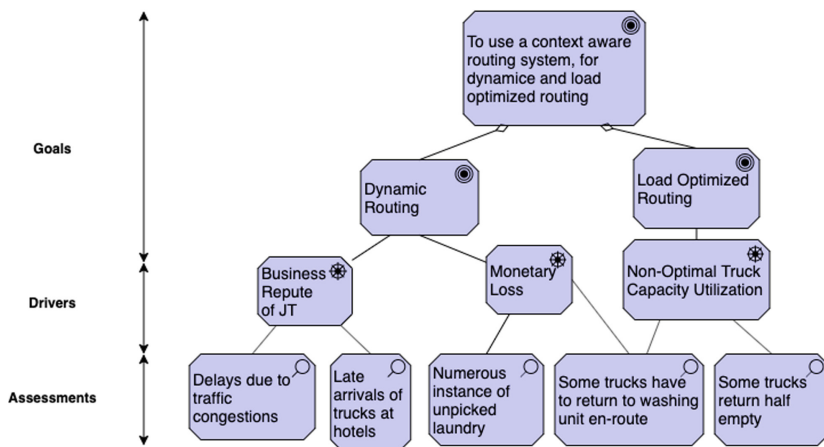 To use a context aware
routing system, for
dynamice and load
optimized routing
Goals
Dynamic
Routing
Load Optimized
Routing
Business
Repute
of JT
Monetary
Loss
Non-Optimal Truck
Capacity Utilization
Drivers
Assessments
Delays due to
traffic
congestions
Late
arrivals of
trucks at
hotels
Numerous
instance of
unpicked
laundry
Some trucks have
to return to washing
unit en-route
Some trucks
return half
empty